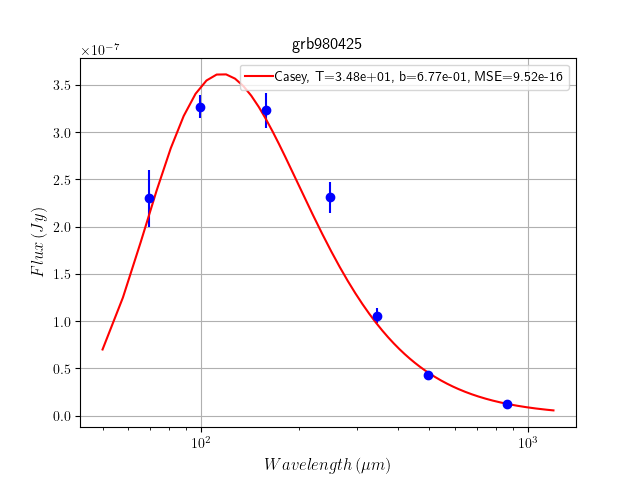 grb980425
×10⁻⁷
Casey, T=3.48e+01, b=6.77e-01, MSE=9.52e-16
3.5
3.0
2.5
2.0
1.5
1.0
0.5
0.0
Flux (Jy)
10² 10³
Wavelength (μm)